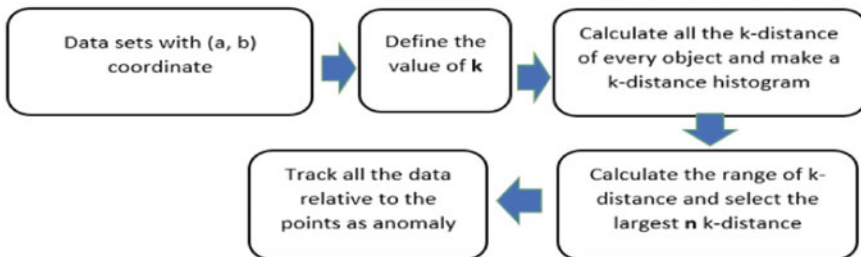 Data sets with (a, b)
coordinate
Define the
value of k
Calculate all the k-distance
of every object and make a
k-distance histogram
Calculate the range of k-
distance and select the
largest n k-distance
Track all the data
relative to the
points as anomaly